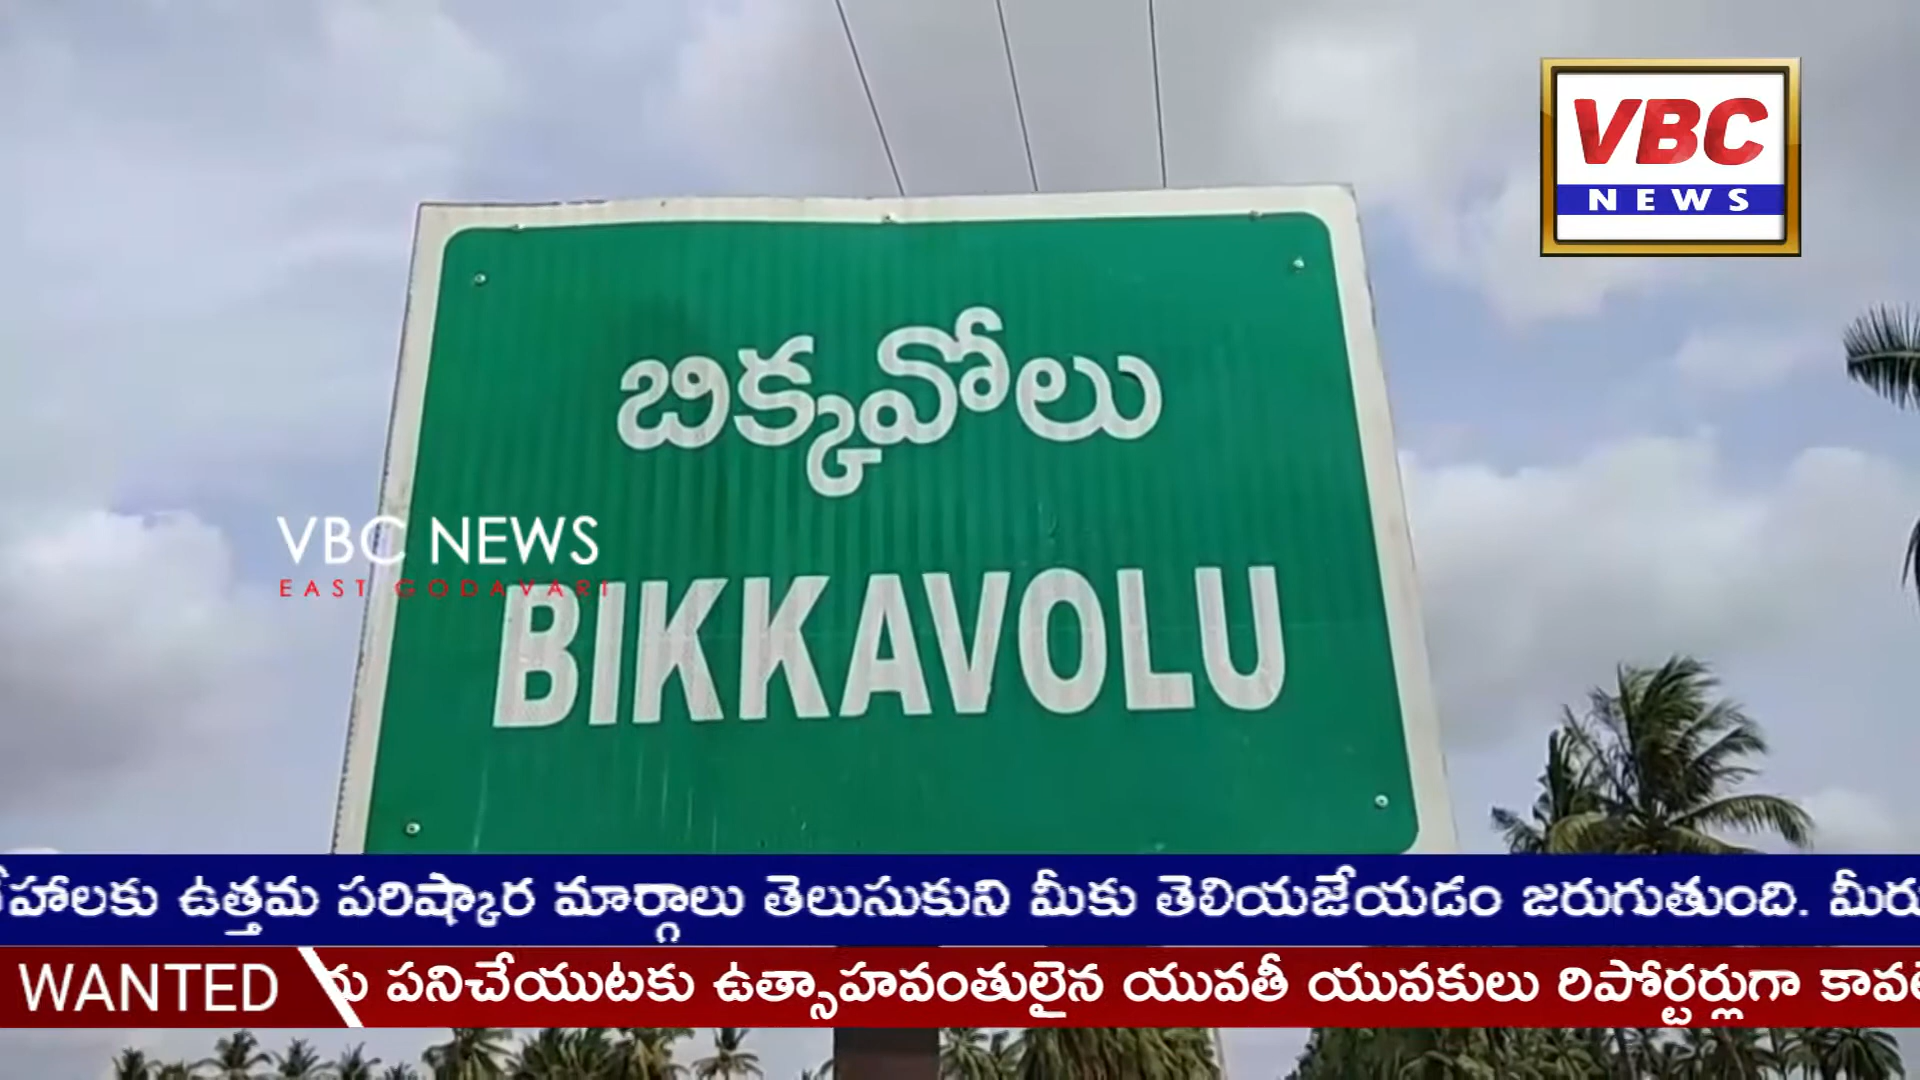 VBC
NEWS
బిక్కవోలు
VBC NEWS
EAST GODAVARI
BIKKAVOLU
ఉత్తమ పరిష్కార మార్గాలు తెలుసుకుని మీకు తెలియజేయడం జరుగుతుంది. మీరు
WANTED పనిచేయుటకు ఉత్సాహవంతులైన యువతీ యువకులు రిపోర్టర్లుగా